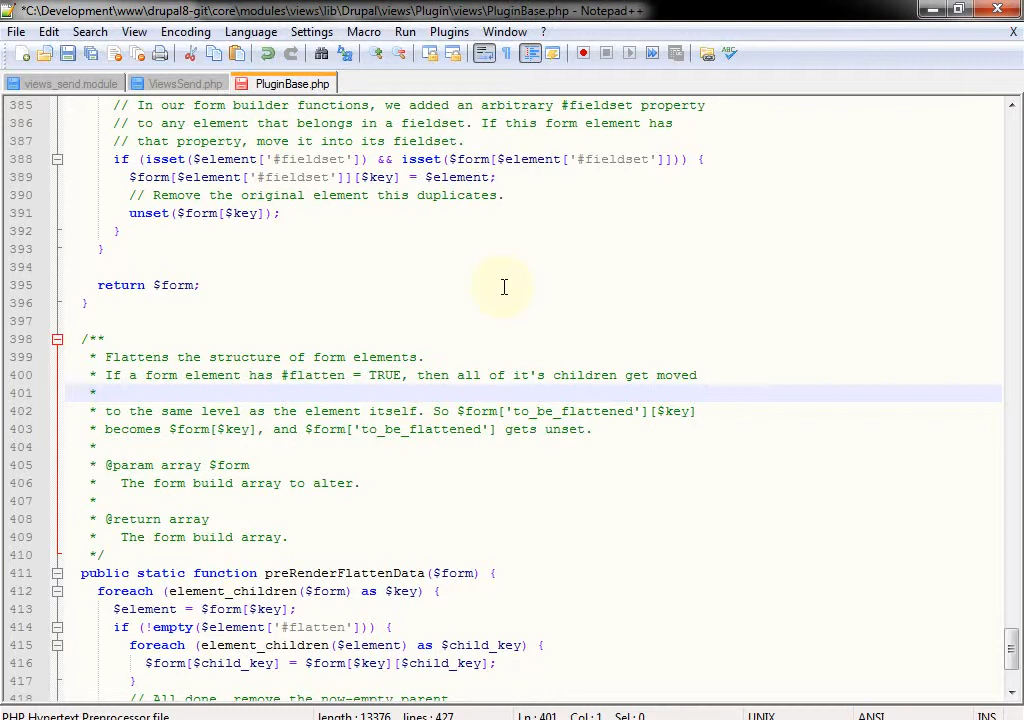 *C:\Development\www\drupal8-git\core\modules\views\lib\Drupal\views\Plugin\views\PluginBase.php - Notepad++
File Edit Search View Encoding Language Settings Macro Run Plugins Window ? X
views_send.module ViewsSend.php PluginBase.php
385 // In our form builder functions, we added an arbitrary #fieldset property
386 // to any element that belongs in a fieldset. If this form element has
387 // that property, move it into its fieldset.
388 if (isset($element['#fieldset']) && isset($form[$element['#fieldset']])) {
389 $form[$element['#fieldset']][$key] = $element;
390 // Remove the original element this duplicates.
391 unset($form[$key]);
392 }
393 }
394
395 return $form;
396 }
397
398 /**
399 * Flattens the structure of form elements.
400 * If a form element has #flatten = TRUE, then all of it's children get moved
401 *
402 * to the same level as the element itself. So $form['to_be_flattened'][$key]
403 * becomes $form[$key], and $form['to_be_flattened'] gets unset.
404 *
405 * @param array $form
406 * The form build array to alter.
407 *
408 * @return array
409 * The form build array.
410 */
411 public static function preRenderFlattenData($form) {
412 foreach (element_children($form) as $key) {
413 $element = $form[$key];
414 if (!empty($element['#flatten'])) {
415 foreach (element_children($element) as $child_key) {
416 $form[$child_key] = $form[$key][$child_key];
417 }
418 // All done, remove the now-empty parent.
PHP Hypertext Preprocessor file length : 13376 lines : 427 Ln : 401 Col : 1 Sel : 0 UNIX ANSI INS